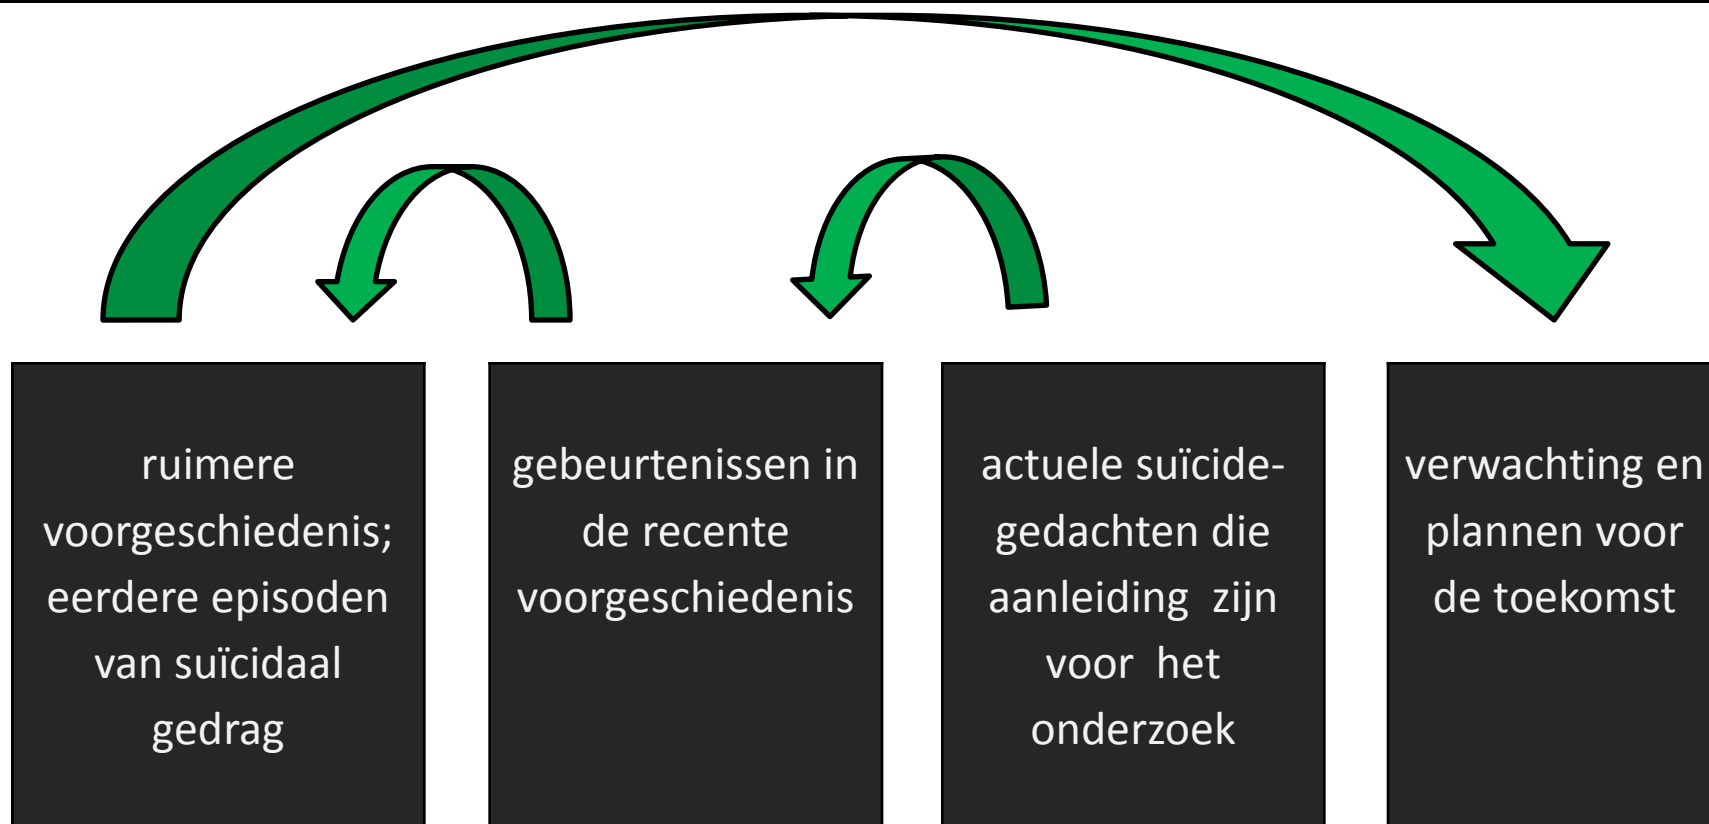 ruimere
voorgeschiedenis;
eerdere episoden
van suïcidaal
gedrag
gebeurtenissen in
de recente
voorgeschiedenis
actuele suïcide-
gedachten die
aanleiding  zijn
voor  het
onderzoek
verwachting en
plannen voor
de toekomst